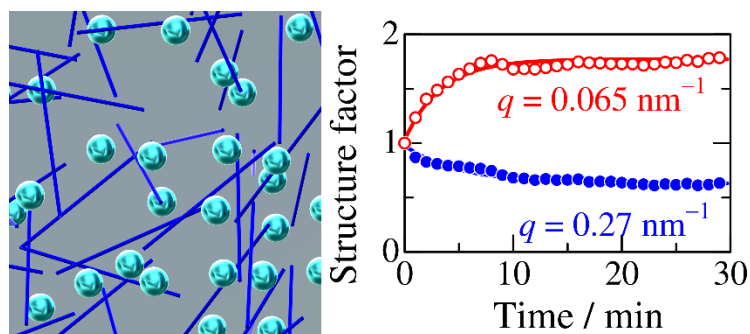 Structure factor
2
1
0
q = 0.065 nm⁻¹
q = 0.27 nm⁻¹
0
10
20
30
Time / min